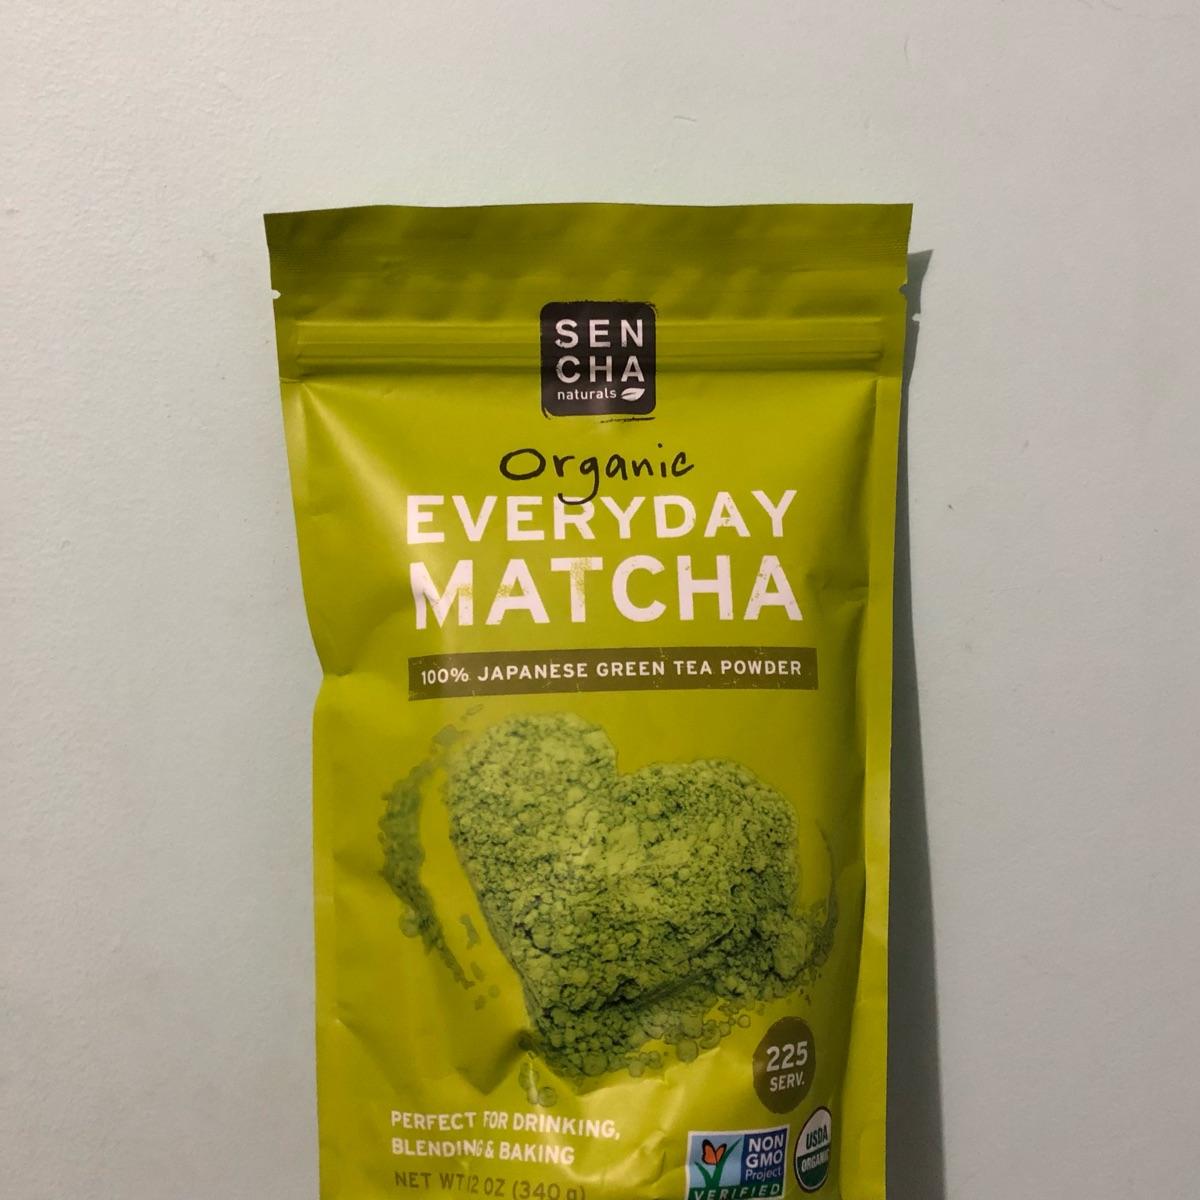 SEN
CHA
naturals
Organic
EVERYDAY
MATCHA
100% JAPANESE GREEN TEA POWDER
225
SERV.
PERFECT FOR DRINKING,
BLENDING & BAKING
NET WT 12 OZ (340 g)
NON
GMO
Project
VERIFIED
USDA
ORGANIC